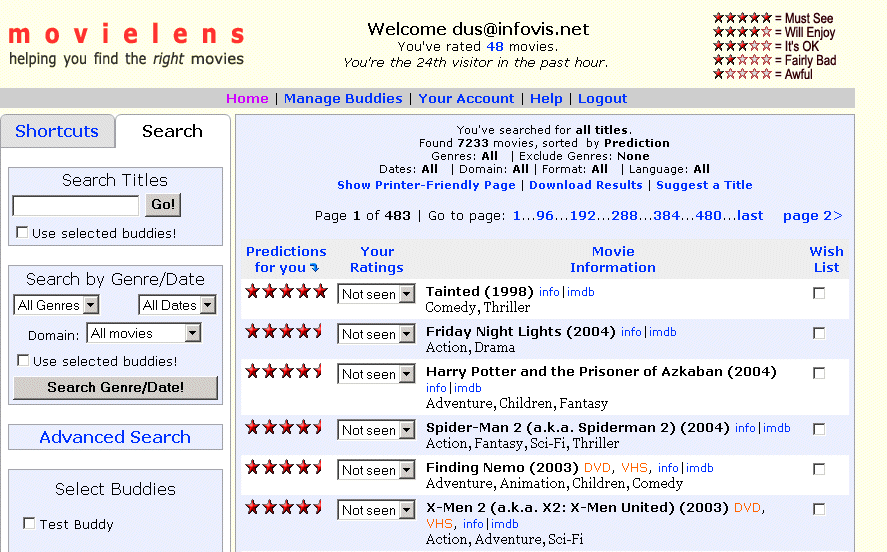 movielens
helping you find the right movies
Welcome dus@infovis.net
You've rated 48 movies.
You're the 24th visitor in the past hour.
= Must See
= Will Enjoy
= It's OK
= Fairly Bad
= Awful
Home | Manage Buddies | Your Account | Help | Logout
Shortcuts
Search
Search Titles
Go!
Use selected buddies!
Search by Genre/Date
All Genres
All Dates
Domain: All movies
Use selected buddies!
Search Genre/Date!
Advanced Search
Select Buddies
Test Buddy
You've searched for all titles.
Found 7233 movies, sorted by Prediction
Genres: All | Exclude Genres: None
Dates: All | Domain: All | Format: All | Language: All
Show Printer-Friendly Page | Download Results | Suggest a Title
Page 1 of 483 | Go to page: 1...96...192...288...384...480...last page 2>
Predictions for you
Your Ratings
Movie Information
Wish List
Not seen Tainted (1998) info|imdb
Comedy, Thriller
Not seen Friday Night Lights (2004) info|imdb
Action, Drama
Not seen Harry Potter and the Prisoner of Azkaban (2004)
info|imdb
Adventure, Children, Fantasy
Not seen Spider-Man 2 (a.k.a. Spiderman 2) (2004) info|imdb
Action, Fantasy, Sci-Fi, Thriller
Not seen Finding Nemo (2003) DVD, VHS, info|imdb
Adventure, Animation, Children, Comedy
Not seen X-Men 2 (a.k.a. X2: X-Men United) (2003) DVD,
VHS, info|imdb
Action, Adventure, Sci-Fi